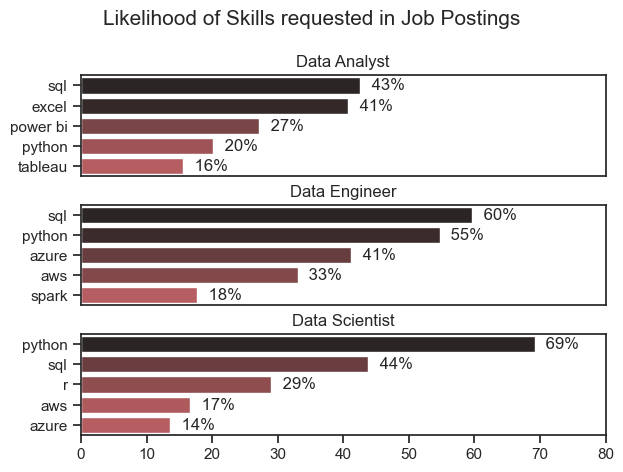 Likelihood of Skills requested in Job Postings
Data Analyst
sql 43%
excel 41%
power bi 27%
python 20%
tableau 16%
Data Engineer
sql 60%
python 55%
azure 41%
aws 33%
spark 18%
Data Scientist
python 69%
sql 44%
r 29%
aws 17%
azure 14%
0 10 20 30 40 50 60 70 80